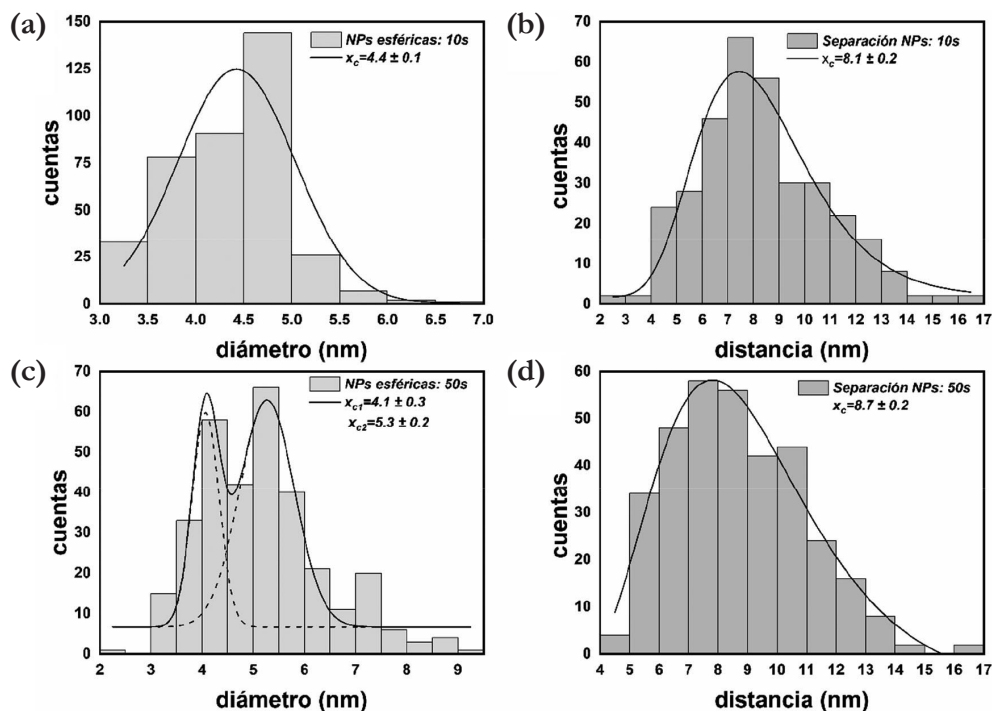 (a)
150
125
100
75
50
25
0
cuentas
NPs esféricas: 10s
xc=4.4 ± 0.1
3.0 3.5 4.0 4.5 5.0 5.5 6.0 6.5 7.0
diámetro (nm)
(b)
70
60
50
40
30
20
10
0
cuentas
Separación NPs: 10s
xc=8.1 ± 0.2
2 3 4 5 6 7 8 9 10 11 12 13 14 15 16 17
distancia (nm)
(c)
70
60
50
40
30
20
10
0
cuentas
NPs esféricas: 50s
xc1=4.1 ± 0.3
xc2=5.3 ± 0.2
2 3 4 5 6 7 8 9
diámetro (nm)
(d)
60
50
40
30
20
10
0
cuentas
Separación NPs: 50s
xc=8.7 ± 0.2
4 5 6 7 8 9 10 11 12 13 14 15 16 17
distancia (nm)